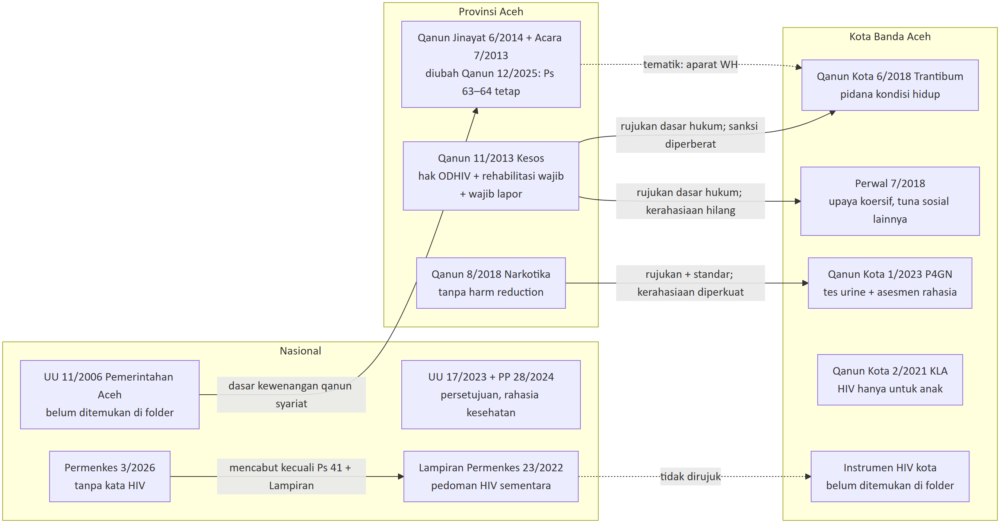 Provinsi Aceh
Qanun Jinayat 6/2014 + Acara
7/2013
diubah Qanun 12/2025: Ps
63–64 tetap
Qanun 11/2013 Kesos
hak ODHIV + rehabilitasi wajib
+ wajib lapor
Qanun 8/2018 Narkotika
tanpa harm reduction
tematik: aparat WH
rujukan dasar hukum; sanksi
diperberat
rujukan dasar hukum;
kerahasiaan hilang
rujukan + standar;
kerahasiaan diperkuat
Kota Banda Aceh
Qanun Kota 6/2018 Trantibum
pidana kondisi hidup
Perwal 7/2018
upaya koersif, tuna sosial
lainnya
Qanun Kota 1/2023 P4GN
tes urine + asesmen rahasia
Qanun Kota 2/2021 KLA
HIV hanya untuk anak
Instrumen HIV kota
belum ditemukan di folder
Nasional
UU 11/2006 Pemerintahan
Aceh
belum ditemukan di folder
dasar kewenangan qanun
syariat
UU 17/2023 + PP 28/2024
persetujuan, rahasia
kesehatan
Permenkes 3/2026
tanpa kata HIV
mencabut kecuali Ps 41 +
Lampiran
Lampiran Permenkes 23/2022
pedoman HIV sementara
tidak dirujuk